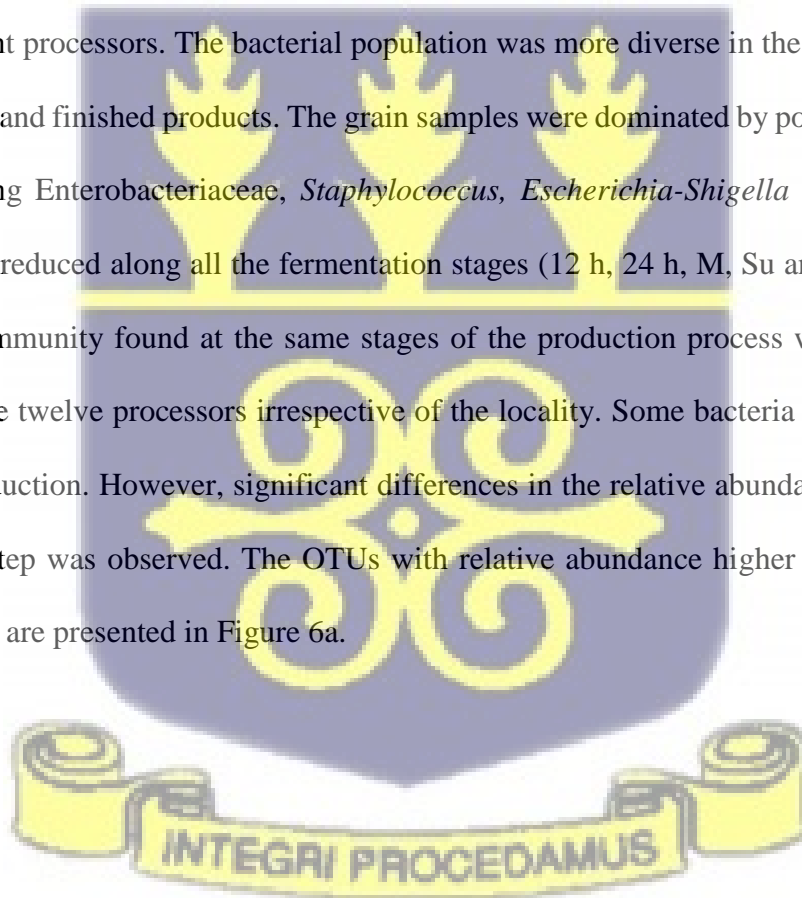 nt processors. The bacterial population was more diverse in the
and finished products. The grain samples were dominated by po
ng Enterobacteriaceae, Staphylococcus, Escherichia-Shigella
reduced along all the fermentation stages (12 h, 24 h, M, Su an
mmunity found at the same stages of the production process w
e twelve processors irrespective of the locality. Some bacteria
uction. However, significant differences in the relative abunda
tep was observed. The OTUs with relative abundance higher
are presented in Figure 6a.
INTEGRI PROCEDAMUS